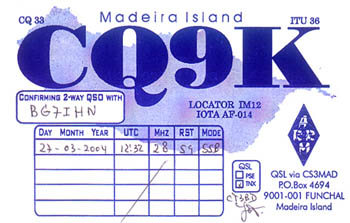 CQ 33 Madeira Island ITU 36
CQ9K
CONFIRMING 2-WAY QSO WITH
BG7IHN
LOCATOR IM12
IOTA AF-014
DAY MONTH YEAR UTC MHZ RST MODE
27-03-2004 12:32 28 59 SSB
ARRM
QSL
PSE
TNX
CT3BD
QSL via CS3MAD
P.O.Box 4694
9001-001 FUNCHAL
Madeira Island